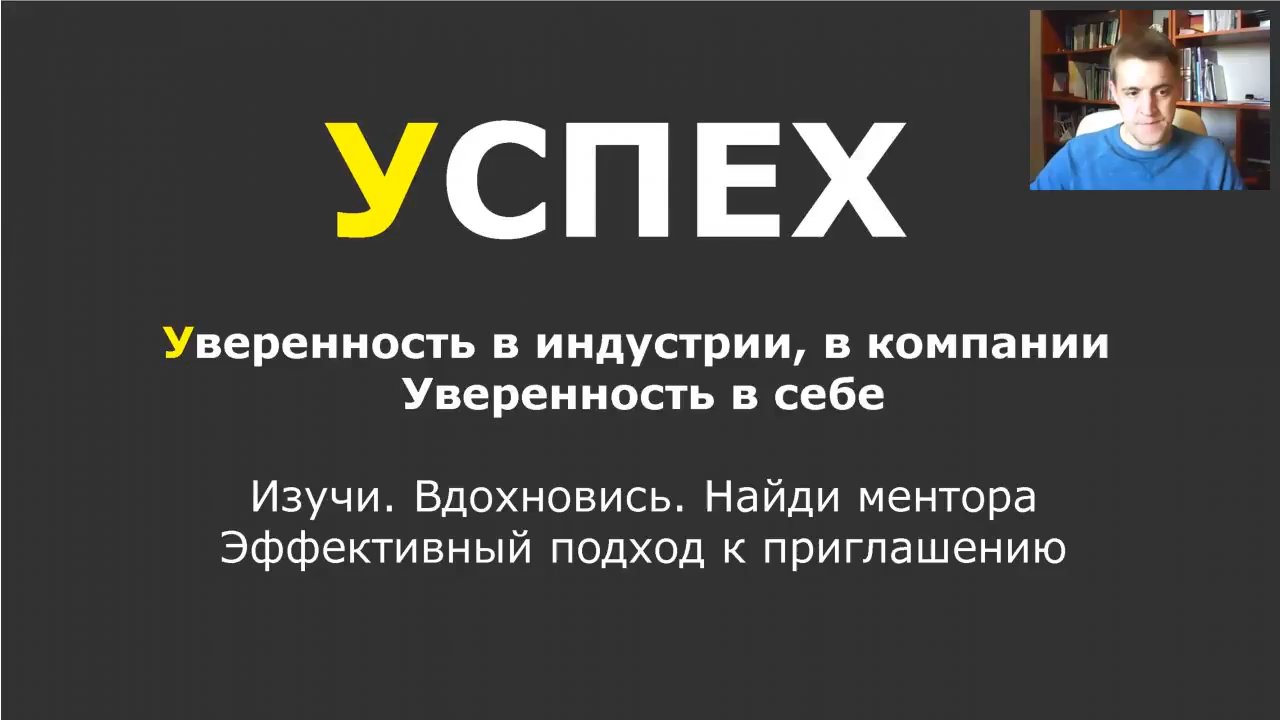 УСПЕХ
Уверенность в индустрии, в компании
Уверенность в себе
Изучи. Вдохновись. Найди ментора
Эффективный подход к приглашению